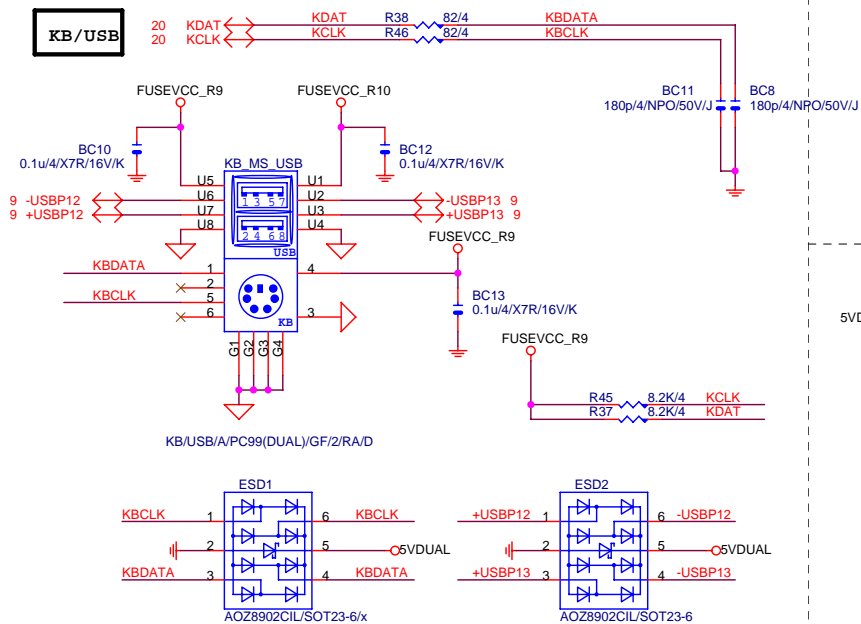 KB/USB
20 KDAT KDAT R38 82/4 KBDATA
20 KCLK KCLK R46 82/4 KBCLK
BC11 BC8
180p/4/NPO/50V/J 180p/4/NPO/50V/J
FUSEVCC_R9 FUSEVCC_R10
BC10
0.1u/4/X7R/16V/K
BC12
0.1u/4/X7R/16V/K
KB_MS_USB
U5 U1
9 -USBP12 U6 U2 -USBP13 9
9 +USBP12 U7 U3 +USBP13 9
U8 U4
1 3 5 7
2 4 6 8
USB
FUSEVCC_R9
KBDATA 1 4
2
KBCLK 5
6 3
KB
BC13
0.1u/4/X7R/16V/K
G1 G2 G3 G4
5VD
FUSEVCC_R9
R45 8.2K/4 KCLK
R37 8.2K/4 KDAT
KB/USB/A/PC99(DUAL)/GF/2/RA/D
ESD1 ESD2
KBCLK 1 6 KBCLK
2 5 5VDUAL
KBDATA 3 4 KBDATA
AOZ8902CIL/SOT23-6/x
+USBP12 1 6 -USBP12
2 5 5VDUAL
+USBP13 3 4 -USBP13
AOZ8902CIL/SOT23-6